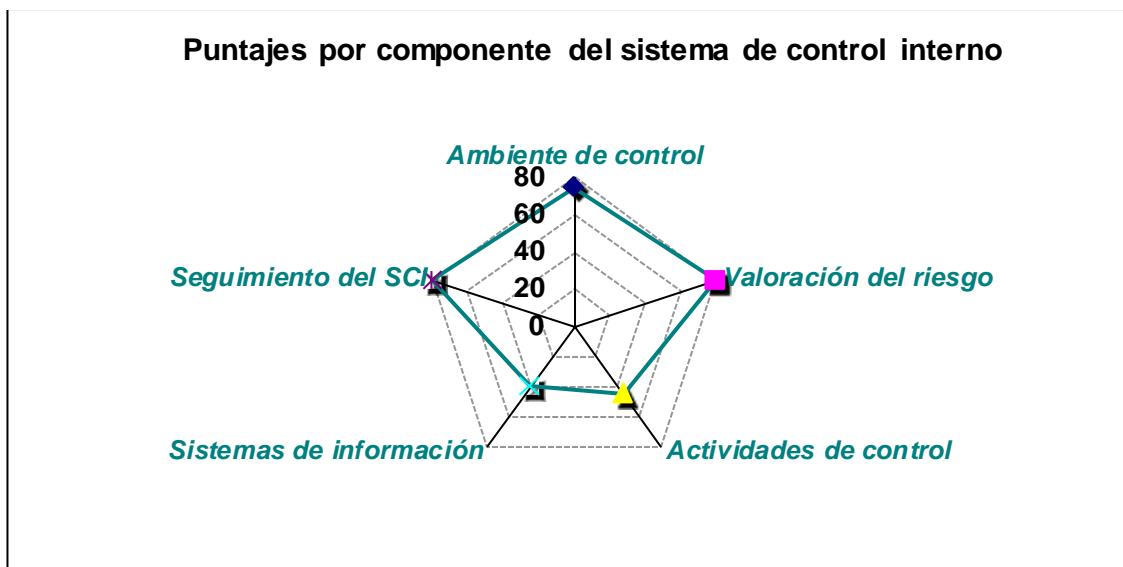 Puntajes por componente del sistema de control interno
Ambiente de control
80
60
40
20
0
Seguimiento del SCI
Valoración del riesgo
Sistemas de información
Actividades de control